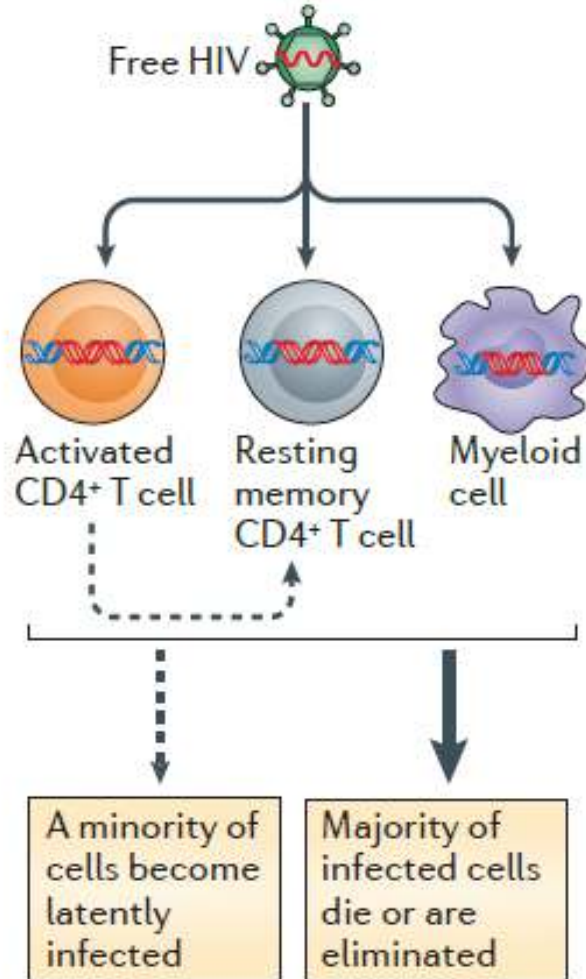 Free HIV
Activated
CD4⁺ T cell
Resting
memory
CD4⁺ T cell
Myeloid
cell
A minority of
cells become
latently
infected
Majority of
infected cells
die or are
eliminated